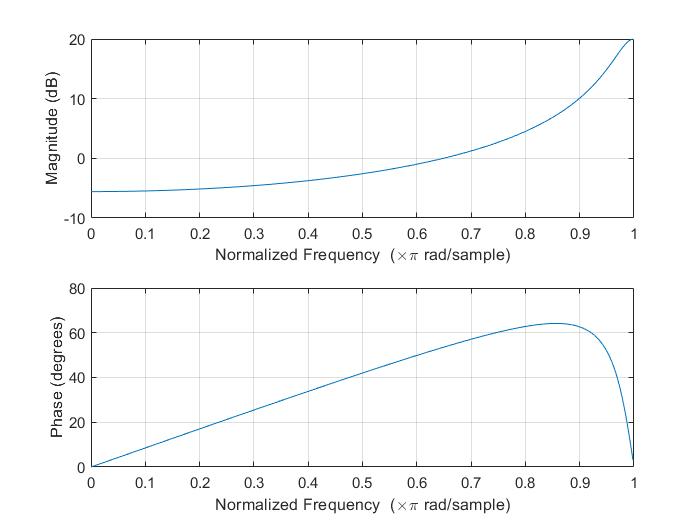 20
10
0
-10
Magnitude (dB)
0 0.1 0.2 0.3 0.4 0.5 0.6 0.7 0.8 0.9 1
Normalized Frequency (×π rad/sample)
80
60
40
20
0
Phase (degrees)
0 0.1 0.2 0.3 0.4 0.5 0.6 0.7 0.8 0.9 1
Normalized Frequency (×π rad/sample)